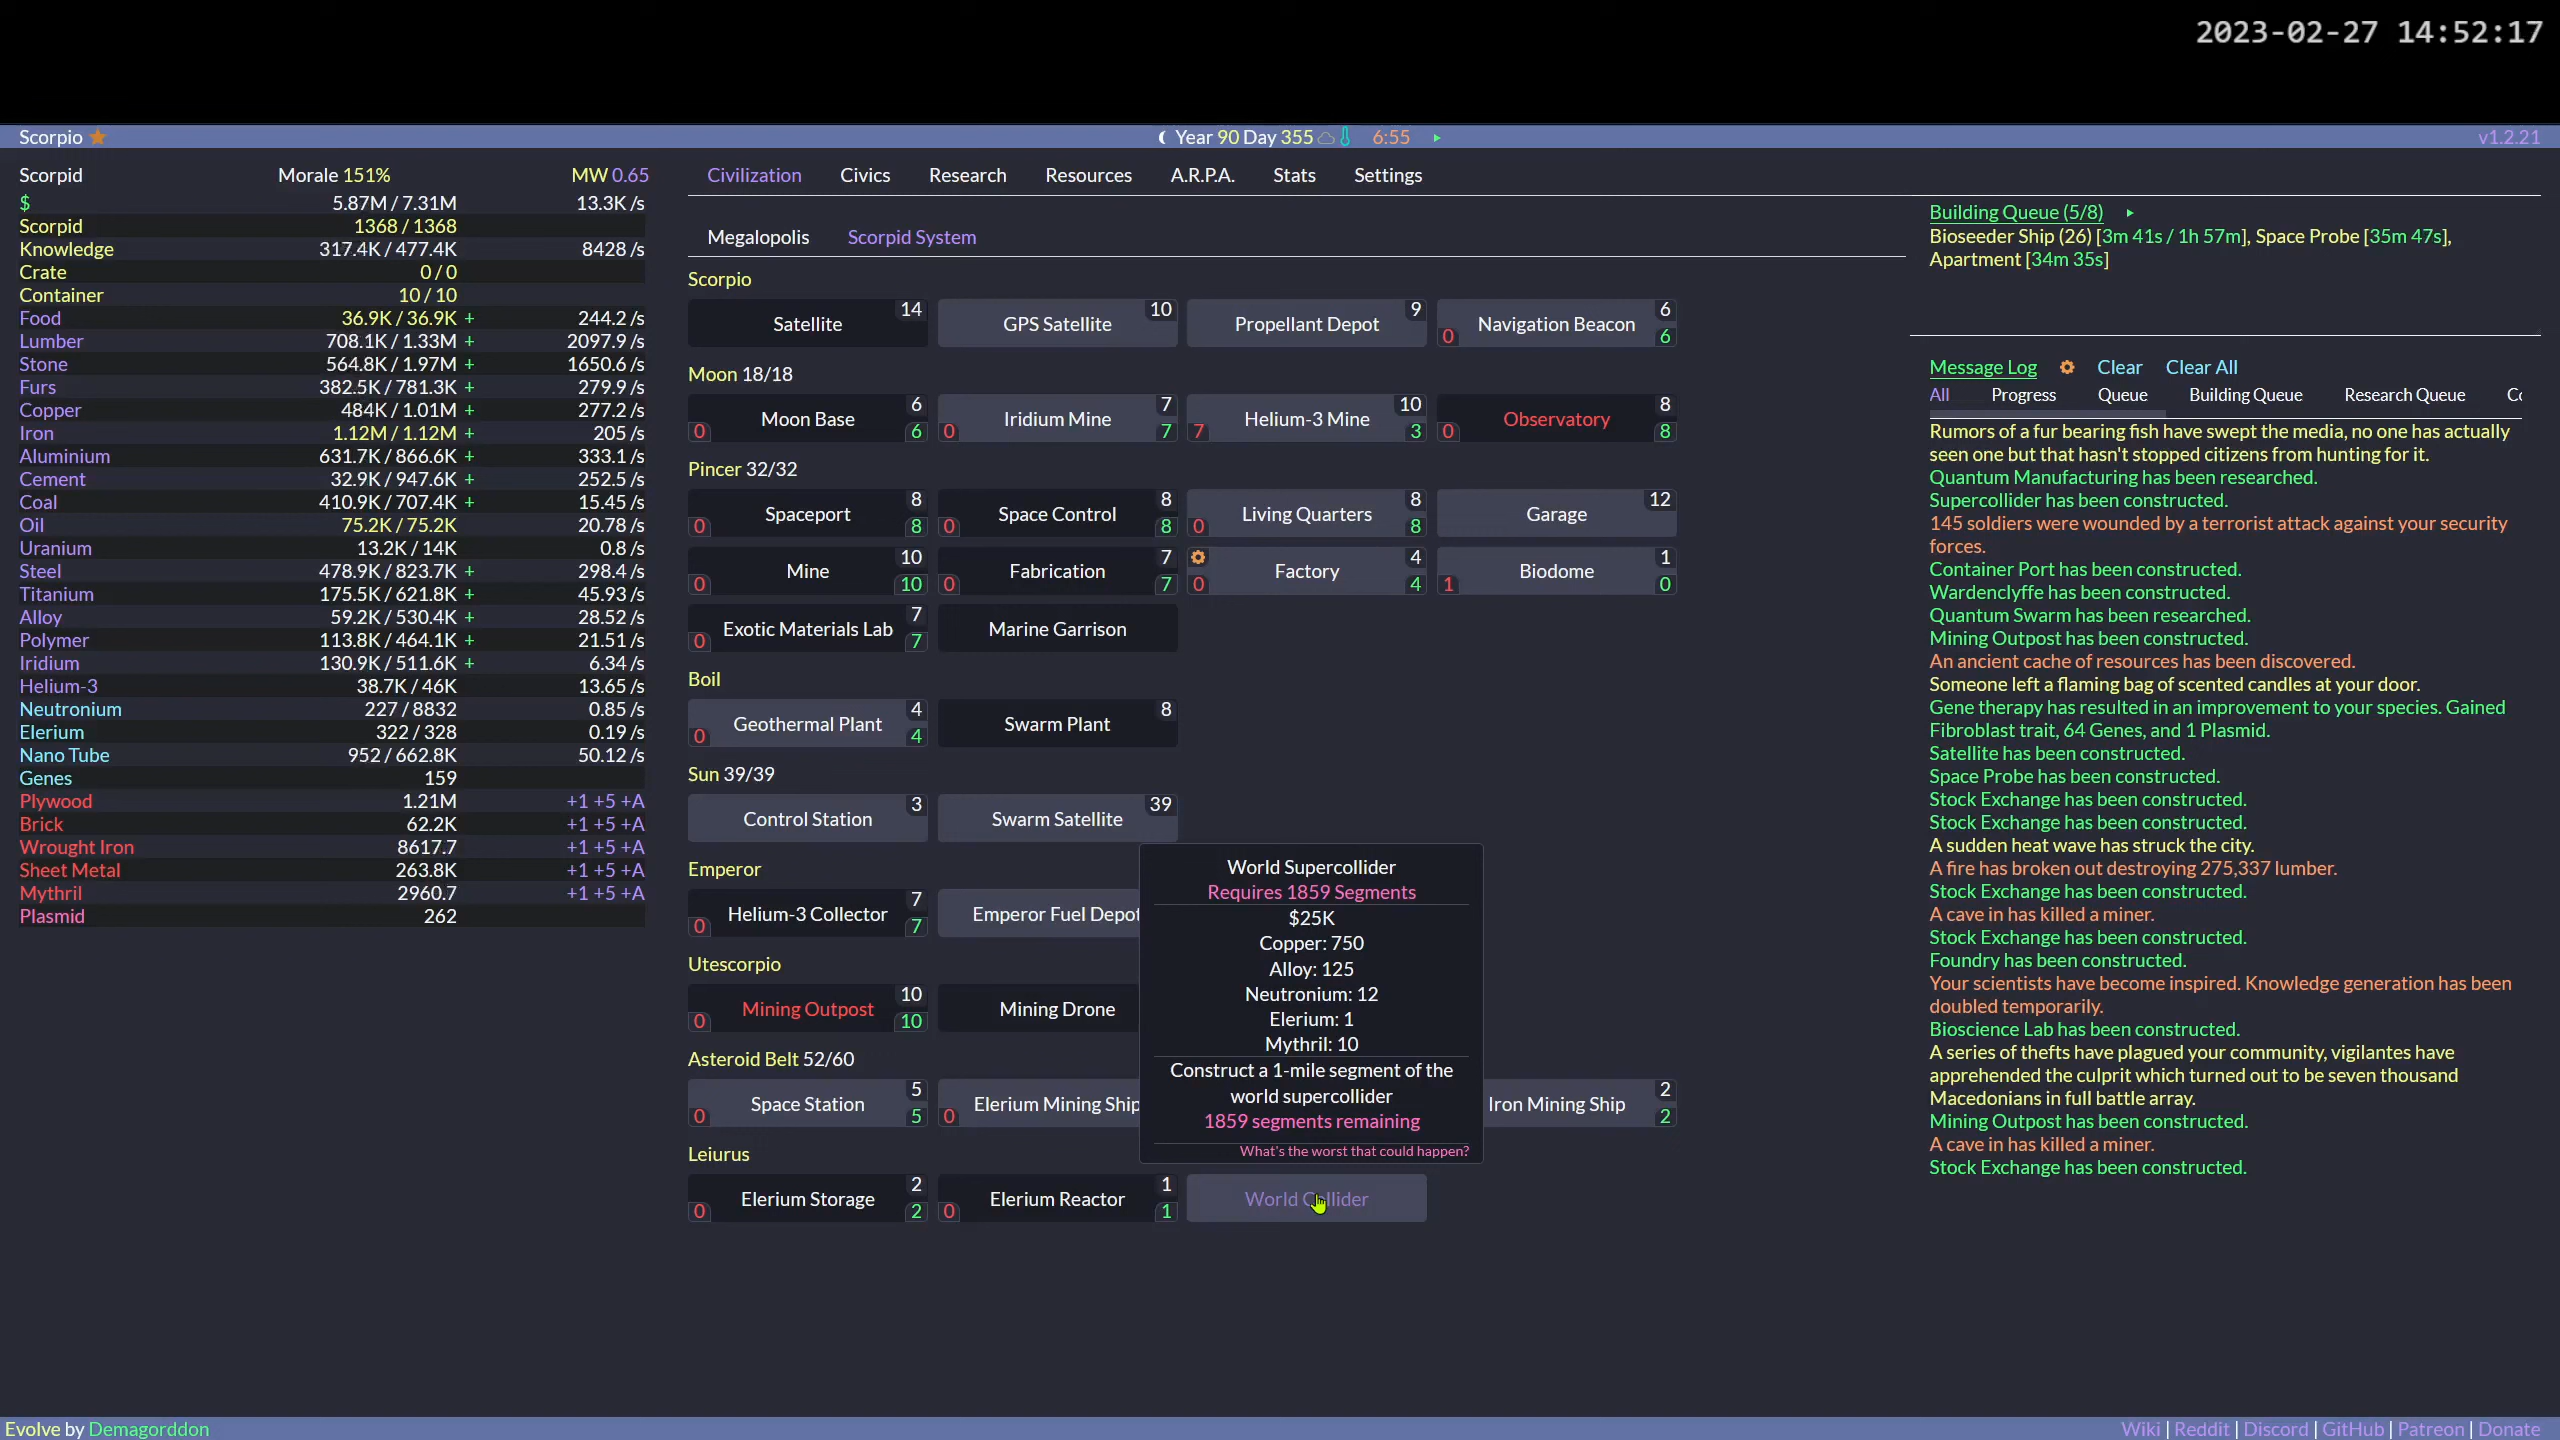 2023-02-27 14:52:17
Scorpio
Year 90 Day 355 6:55
v1.2.21
Scorpid Morale 151% MW 0.65
$ 5.87M / 7.31M 13.3K /s
Scorpid 1368 / 1368
Knowledge 317.4K / 477.4K 8428 /s
Crate 0 / 0
Container 10 / 10
Food 36.9K / 36.9K + 244.2 /s
Lumber 708.1K / 1.33M + 2097.9 /s
Stone 564.8K / 1.97M + 1650.6 /s
Furs 382.5K / 781.3K + 279.9 /s
Copper 484K / 1.01M + 277.2 /s
Iron 1.12M / 1.12M + 205 /s
Aluminium 631.7K / 866.6K + 333.1 /s
Cement 32.9K / 947.6K + 252.5 /s
Coal 410.9K / 707.4K + 15.45 /s
Oil 75.2K / 75.2K 20.78 /s
Uranium 13.2K / 14K 0.8 /s
Steel 478.9K / 823.7K + 298.4 /s
Titanium 175.5K / 621.8K + 45.93 /s
Alloy 59.2K / 530.4K + 28.52 /s
Polymer 113.8K / 464.1K + 21.51 /s
Iridium 130.9K / 511.6K + 6.34 /s
Helium-3 38.7K / 46K 13.65 /s
Neutronium 227 / 8832 0.85 /s
Elerium 322 / 328 0.19 /s
Nano Tube 952 / 662.8K 50.12 /s
Genes 159
Plywood 1.21M +1 +5 +A
Brick 62.2K +1 +5 +A
Wrought Iron 8617.7 +1 +5 +A
Sheet Metal 263.8K +1 +5 +A
Mythril 2960.7 +1 +5 +A
Plasmid 262
Civilization Civics Research Resources A.R.P.A. Stats Settings
Megalopolis Scorpid System
Scorpio
Satellite 14 GPS Satellite 10 Propellant Depot 9 Navigation Beacon 6 0 6
Moon 18/18
Moon Base 6 0 6 Iridium Mine 7 0 7 Helium-3 Mine 10 7 3 Observatory 8 0 8
Pincer 32/32
Spaceport 8 0 8 Space Control 8 0 8 Living Quarters 8 0 8 Garage 12
Mine 10 0 10 Fabrication 7 0 7 Factory 4 0 4 Biodome 1 1 0
Exotic Materials Lab 7 0 7 Marine Garrison
Boil
Geothermal Plant 4 0 4 Swarm Plant 8
Sun 39/39
Control Station 3 Swarm Satellite 39
Emperor
Helium-3 Collector 7 0 7 Emperor Fuel Depot
Utescorpio
Mining Outpost 10 0 10 Mining Drone
Asteroid Belt 52/60
Space Station 5 0 5 Elerium Mining Ship 0 Iron Mining Ship 2 2
Leiurus
Elerium Storage 2 0 2 Elerium Reactor 1 0 1 World Collider
World Supercollider
Requires 1859 Segments
$25K
Copper: 750
Alloy: 125
Neutronium: 12
Elerium: 1
Mythril: 10
Construct a 1-mile segment of the
world supercollider
1859 segments remaining
What's the worst that could happen?
Building Queue (5/8)
Bioseeder Ship (26) [3m 41s / 1h 57m], Space Probe [35m 47s],
Apartment [34m 35s]
Message Log Clear Clear All
All Progress Queue Building Queue Research Queue
Rumors of a fur bearing fish have swept the media, no one has actually
seen one but that hasn't stopped citizens from hunting for it.
Quantum Manufacturing has been researched.
Supercollider has been constructed.
145 soldiers were wounded by a terrorist attack against your security
forces.
Container Port has been constructed.
Wardenclyffe has been constructed.
Quantum Swarm has been researched.
Mining Outpost has been constructed.
An ancient cache of resources has been discovered.
Someone left a flaming bag of scented candles at your door.
Gene therapy has resulted in an improvement to your species. Gained
Fibroblast trait, 64 Genes, and 1 Plasmid.
Satellite has been constructed.
Space Probe has been constructed.
Stock Exchange has been constructed.
Stock Exchange has been constructed.
A sudden heat wave has struck the city.
A fire has broken out destroying 275,337 lumber.
Stock Exchange has been constructed.
A cave in has killed a miner.
Stock Exchange has been constructed.
Foundry has been constructed.
Your scientists have become inspired. Knowledge generation has been
doubled temporarily.
Bioscience Lab has been constructed.
A series of thefts have plagued your community, vigilantes have
apprehended the culprit which turned out to be seven thousand
Macedonians in full battle array.
Mining Outpost has been constructed.
A cave in has killed a miner.
Stock Exchange has been constructed.
Evolve by Demagorddon
Wiki | Reddit | Discord | GitHub | Patreon | Donate